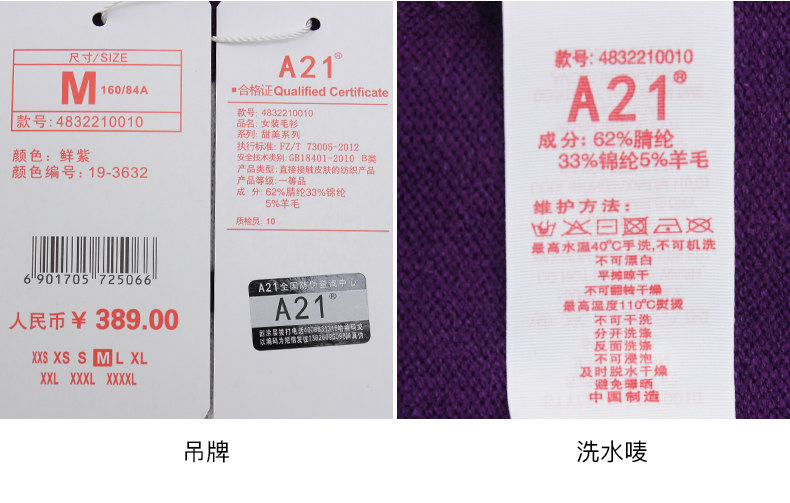 尺寸/SIZE
M 160/84A
款号: 4832210010
颜色: 鲜紫
颜色编号: 19-3632
6 901705 725066
人民币 ¥ 389.00
XXS XS S M L XL
XXL XXXL XXXXL
A21®
▪合格证Qualified Certificate
款号: 4832210010
品名: 女装毛衫
系列: 甜美系列
执行标准: FZ/T 73005-2012
安全技术类别: GB18401-2010 B类
产品类型: 直接接触皮肤的纺织产品
产品等级: 一等品
成 分: 62%腈纶33%锦纶
5%羊毛
质检员: 10
A21全国防伪查询中心
A21®
款号: 4832210010
A21®
成分: 62%腈纶
33%锦纶5%羊毛
维护方法:
最高水温40℃手洗,不可机洗
不可漂白
平摊晾干
不可翻转干燥
最高温度110℃熨烫
不可干洗
分开洗涤
反面洗涤
不可浸泡
及时脱水干燥
避免曝晒
中国制造
吊牌
洗水唛